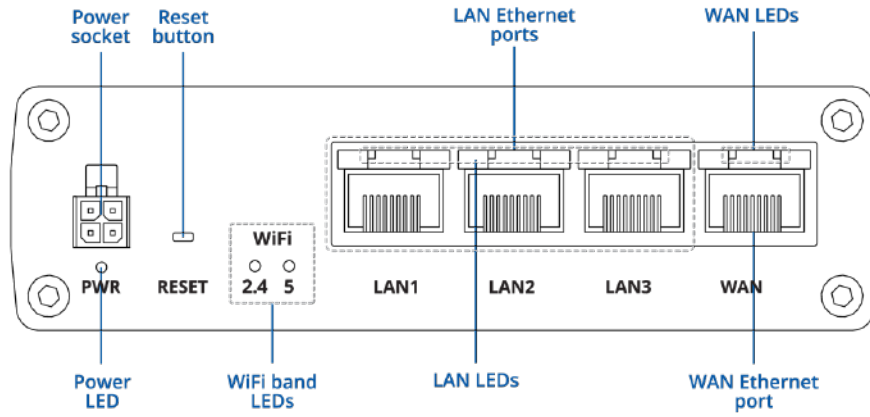 Power
socket
Reset
button
LAN Ethernet
ports
WAN LEDs
WiFi
2.4 5
PWR
RESET
LAN1
LAN2
LAN3
WAN
Power
LED
WiFi band
LEDs
LAN LEDs
WAN Ethernet
port